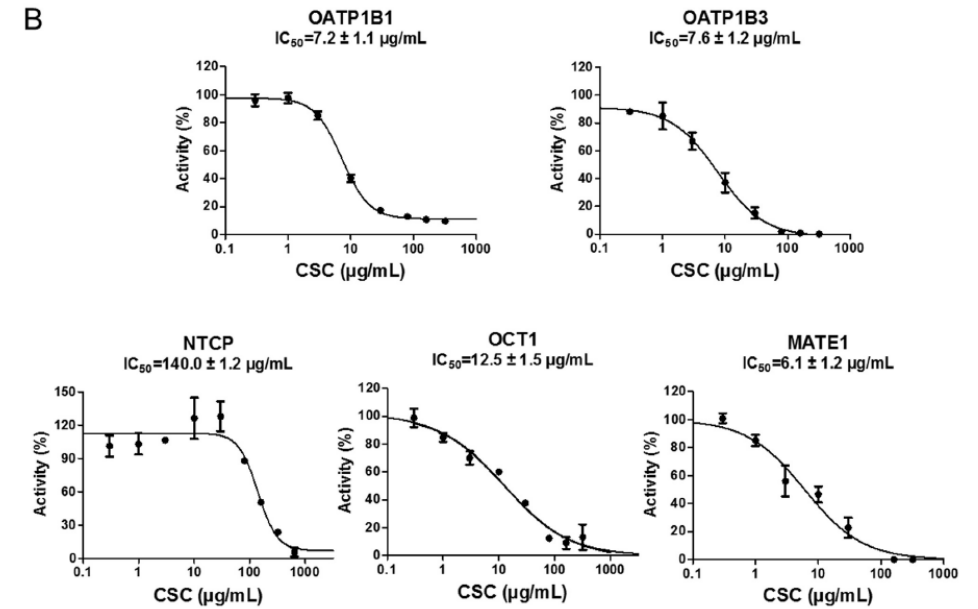 B
OATP1B1
IC50=7.2 ± 1.1 µg/mL
120
100
80
60
40
20
0
Activity (%)
0.1 1 10 100 1000
CSC (µg/mL)
OATP1B3
IC50=7.6 ± 1.2 µg/mL
120
100
80
60
40
20
0
Activity (%)
0.1 1 10 100 1000
CSC (µg/mL)
NTCP
IC50=140.0 ± 1.2 µg/mL
150
120
90
60
30
0
Activity (%)
0.1 1 10 100 1000
CSC (µg/mL)
OCT1
IC50=12.5 ± 1.5 µg/mL
120
100
80
60
40
20
0
Activity (%)
0.1 1 10 100 1000
CSC (µg/mL)
MATE1
IC50=6.1 ± 1.2 µg/mL
120
100
80
60
40
20
0
Activity (%)
0.1 1 10 100 1000
CSC (µg/mL)